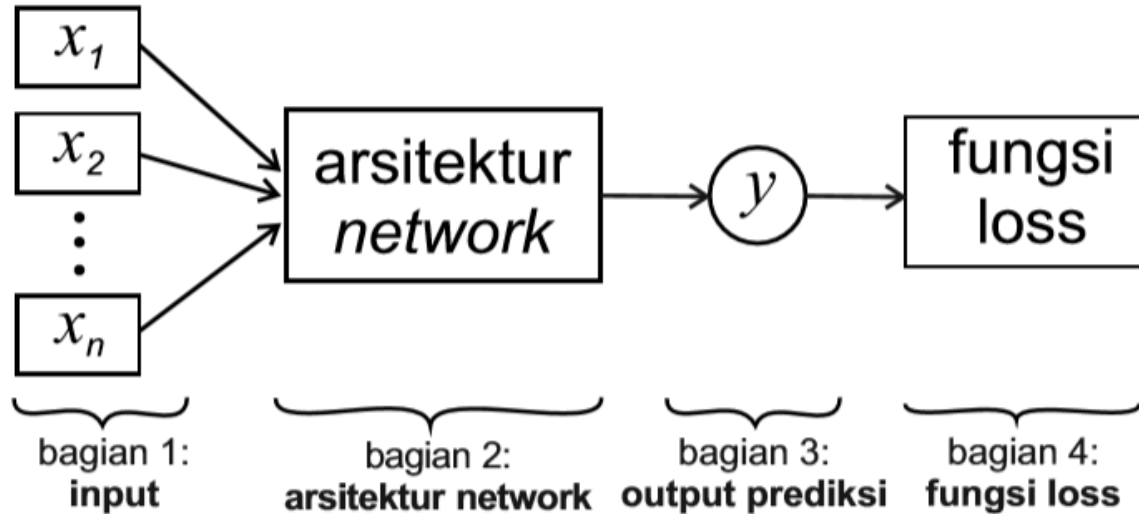 x1
x2
xn
arsitektur
network
y
fungsi
loss
bagian 1:
input
bagian 2:
arsitektur network
bagian 3:
output prediksi
bagian 4:
fungsi loss